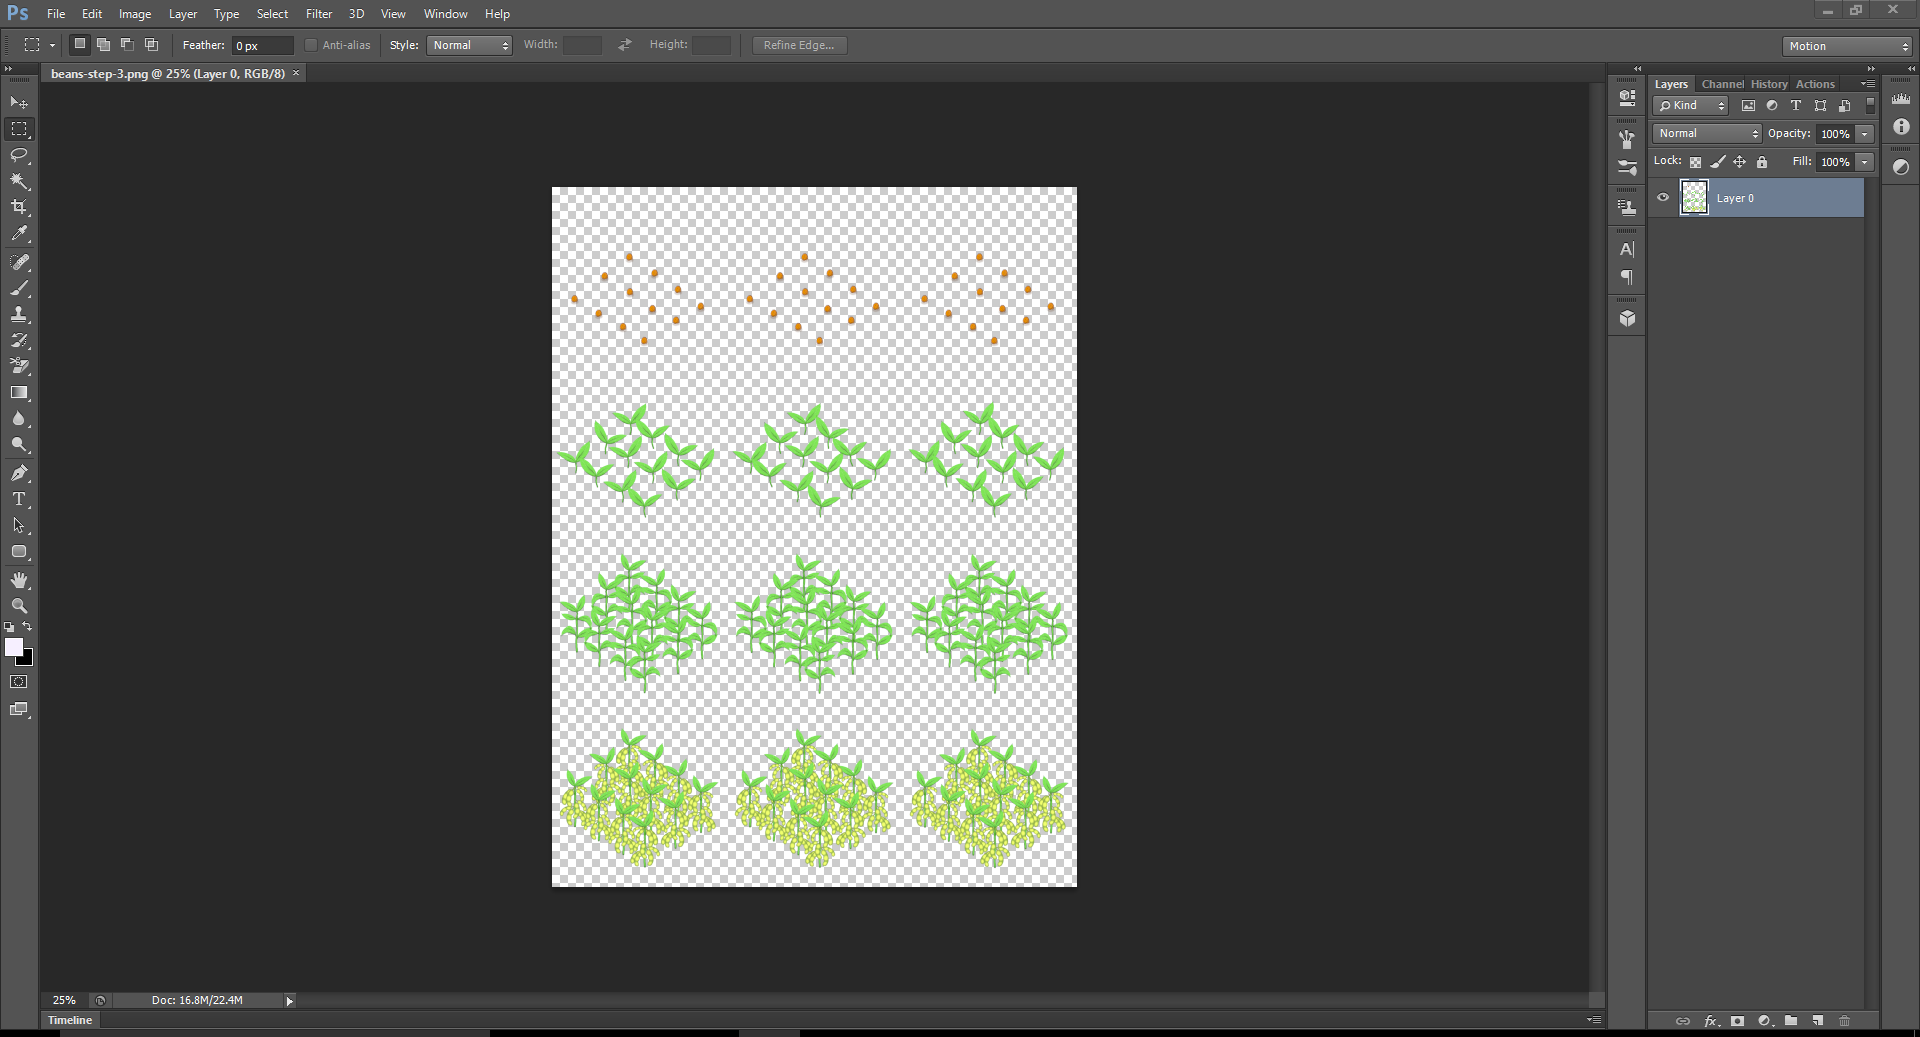 Ps File Edit Image Layer Type Select Filter 3D View Window Help
Feather: 0 px Anti-alias Style: Normal Width: Height: Refine Edge... Motion
beans-step-3.png @ 25% (Layer 0, RGB/8) ×
Layers Channel History Actions
Kind
Normal Opacity: 100%
Lock: Fill: 100%
Layer 0
25% Doc: 16.8M/22.4M
Timeline